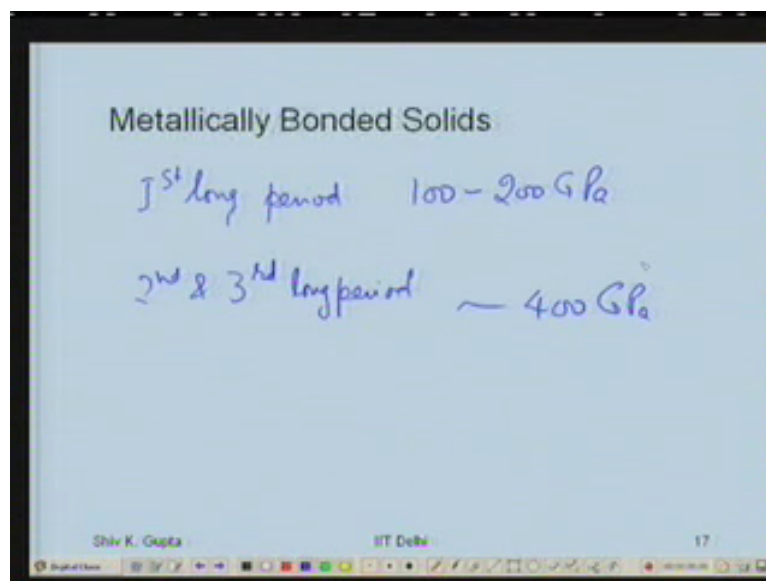 Metallically Bonded Solids
Ist long period 100 - 200 GPa
2nd & 3rd long period ~ 400 GPa
Shiv K. Gupta IIT Delhi 17